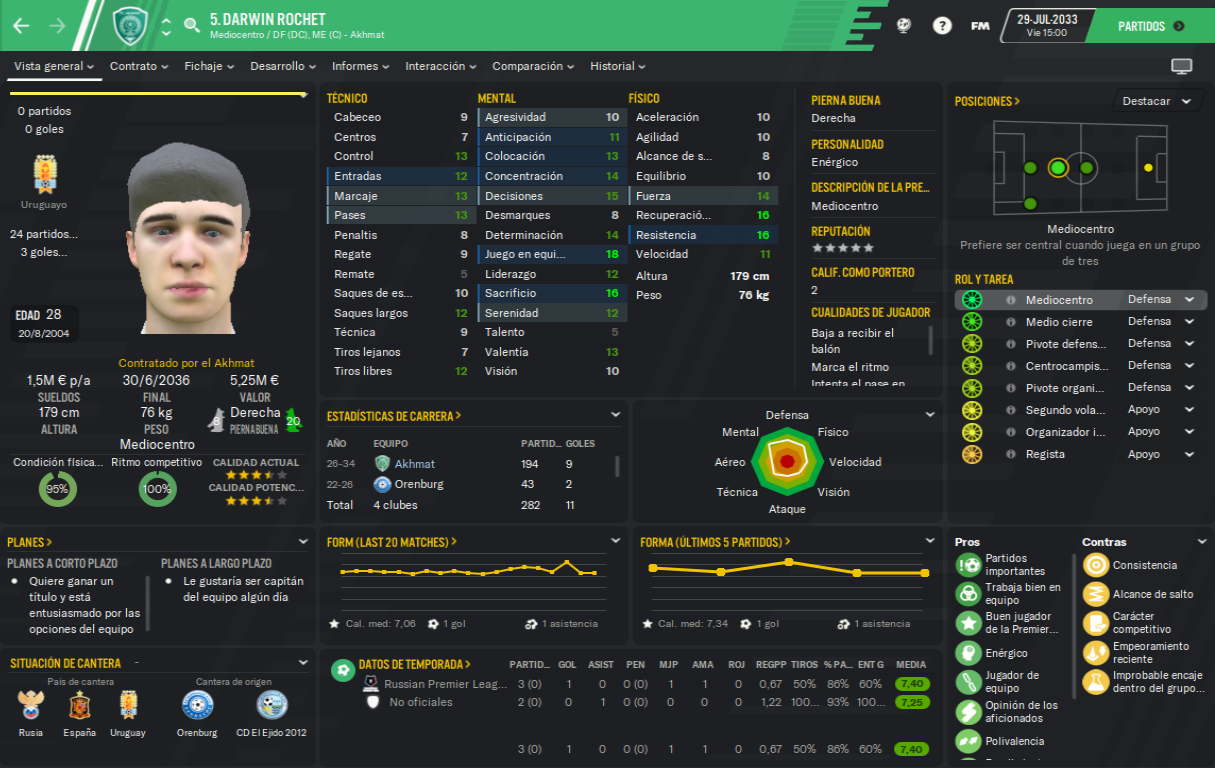 5. DARWIN ROCHET
Mediocentro / DF (DC), ME (C) - Akhmat
FM
29-JUL-2033
Vie 15:00
PARTIDOS
Vista general
Contrato
Fichaje
Desarrollo
Informes
Interacción
Comparación
Historial
0 partidos
0 goles
Uruguayo
24 partidos...
3 goles...
EDAD 28
20/8/2004
Contratado por el Akhmat
1,5M € p/a
30/6/2036
5,25M €
SUELDOS
FINAL
VALOR
179 cm
76 kg
8 Derecha 20
ALTURA
PESO
PIERNA BUENA
Mediocentro
Condición física...
Ritmo competitivo
95%
100%
CALIDAD ACTUAL
CALIDAD POTENC...
TÉCNICO
Cabeceo 9
Centros 7
Control 13
Entradas 12
Marcaje 13
Pases 13
Penaltis 8
Regate 9
Remate 5
Saques de es... 10
Saques largos 12
Técnica 9
Tiros lejanos 7
Tiros libres 12
MENTAL
Agresividad 10
Anticipación 11
Colocación 13
Concentración 14
Decisiones 15
Desmarques 8
Determinación 14
Juego en equi... 18
Liderazgo 12
Sacrificio 16
Serenidad 12
Talento 5
Valentía 13
Visión 10
FÍSICO
Aceleración 10
Agilidad 10
Alcance de s... 8
Equilibrio 10
Fuerza 14
Recuperació... 16
Resistencia 16
Velocidad 11
Altura 179 cm
Peso 76 kg
PIERNA BUENA
Derecha
PERSONALIDAD
Enérgico
DESCRIPCIÓN DE LA PRE...
Mediocentro
REPUTACIÓN
CALIF. COMO PORTERO
2
CUALIDADES DE JUGADOR
Baja a recibir el
balón
Marca el ritmo
Intenta el pase en
POSICIONES >
Destacar
Mediocentro
Prefiere ser central cuando juega en un grupo
de tres
ROL Y TAREA
Mediocentro Defensa
Medio cierre Defensa
Pivote defens... Defensa
Centrocampis... Defensa
Pivote organi... Defensa
Segundo vola... Apoyo
Organizador i... Apoyo
Regista Apoyo
ESTADÍSTICAS DE CARRERA >
AÑO EQUIPO PARTID... GOLES
26-34 Akhmat 194 9
22-26 Orenburg 43 2
Total 4 clubes 282 11
Defensa
Mental
Físico
Aéreo
Velocidad
Técnica
Visión
Ataque
PLANES >
PLANES A CORTO PLAZO
Quiere ganar un
título y está
entusiasmado por las
opciones del equipo
PLANES A LARGO PLAZO
Le gustaría ser capitán
del equipo algún día
FORM (LAST 20 MATCHES) >
Cal. med: 7,06
1 gol
1 asistencia
FORMA (ÚLTIMOS 5 PARTIDOS) >
Cal. med: 7,34
1 gol
1 asistencia
Pros
Partidos
importantes
Trabaja bien en
equipo
Buen jugador
de la Premier...
Enérgico
Jugador de
equipo
Opinión de los
aficionados
Polivalencia
Contras
Consistencia
Alcance de salto
Carácter
competitivo
Empeoramiento
reciente
Improbable encaje
dentro del grupo...
SITUACIÓN DE CANTERA -
País de cantera
Cantera de origen
Rusia
España
Uruguay
Orenburg
CD El Ejido 2012
DATOS DE TEMPORADA >
PARTID... GOL ASIST PEN MJP AMA ROJ REGPP TIROS % PA... ENT G MEDIA
Russian Premier Leag... 3 (0) 1 0 0 (0) 1 1 0 0,67 50% 86% 60% 7,40
No oficiales 2 (0) 0 1 0 (0) 0 0 0 1,22 100... 93% 100... 7,25
3 (0) 1 0 0 (0) 1 1 0 0,67 50% 86% 60% 7,40